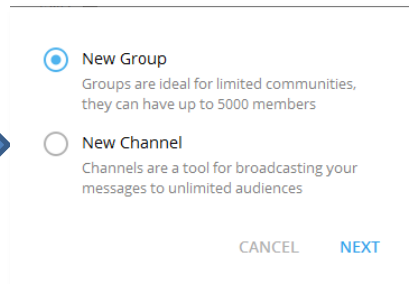 New Group
Groups are ideal for limited communities,
they can have up to 5000 members
New Channel
Channels are a tool for broadcasting your
messages to unlimited audiences
CANCEL NEXT